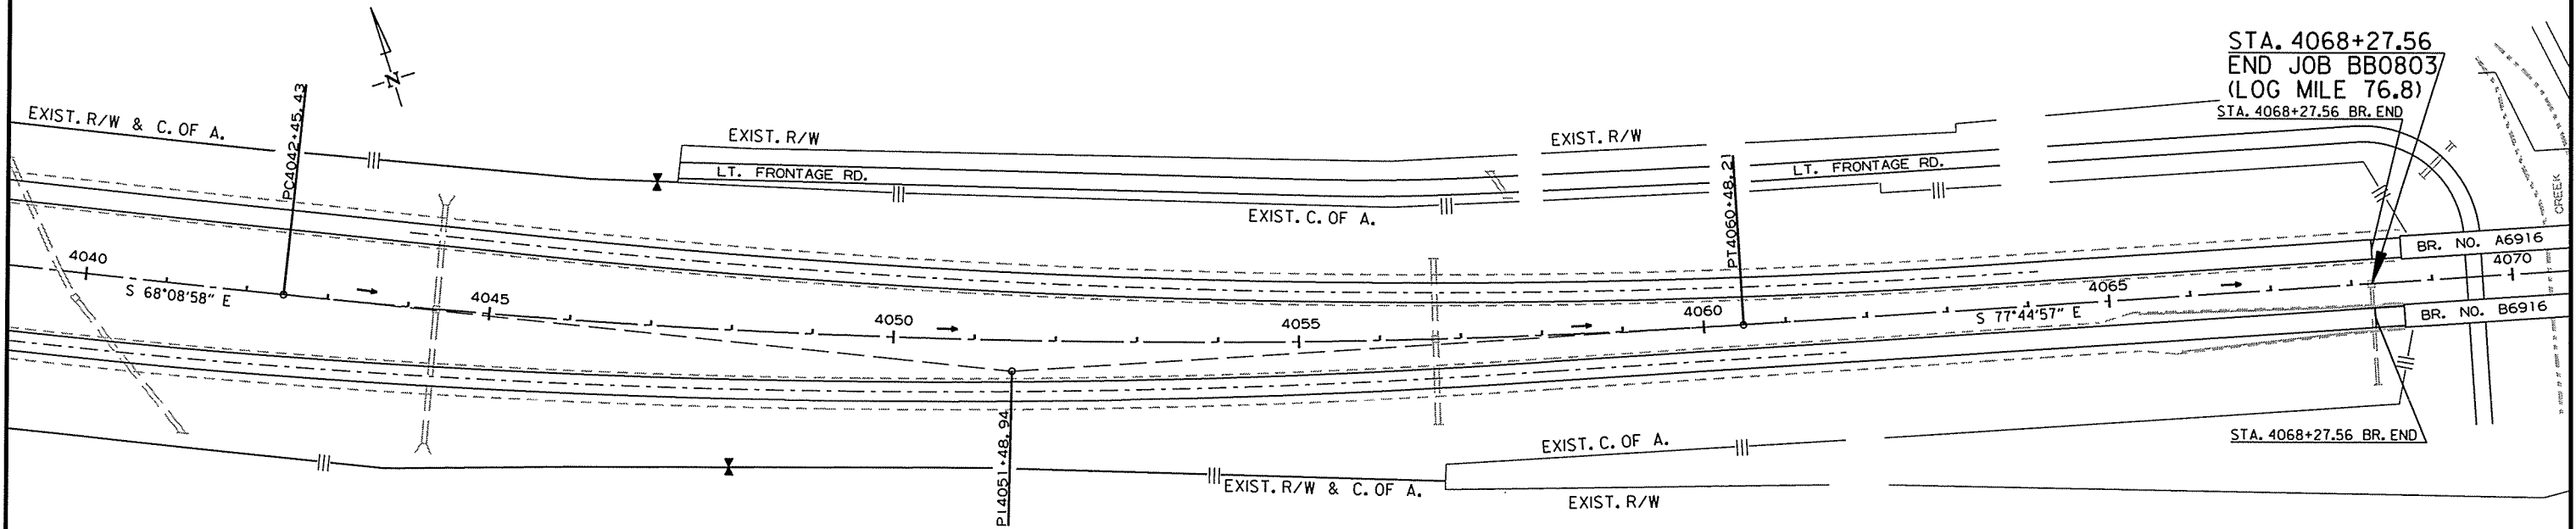 STA. 4068+27.56
END JOB BB0803
(LOG MILE 76.8)
STA. 4068+27.56 BR. END
EXIST. R/W & C. OF A.
PC4042+45.43
N
EXIST. R/W
EXIST. R/W
LT. FRONTAGE RD.
LT. FRONTAGE RD.
EXIST. C. OF A.
PT4060+48.21
CREEK
BR. NO. A6916
4040
S 68°08'58" E
4045
4050
4055
4060
4065
4070
S 77°44'57" E
BR. NO. B6916
PI4051+48.94
STA. 4068+27.56 BR. END
EXIST. C. OF A.
EXIST. R/W & C. OF A.
EXIST. R/W